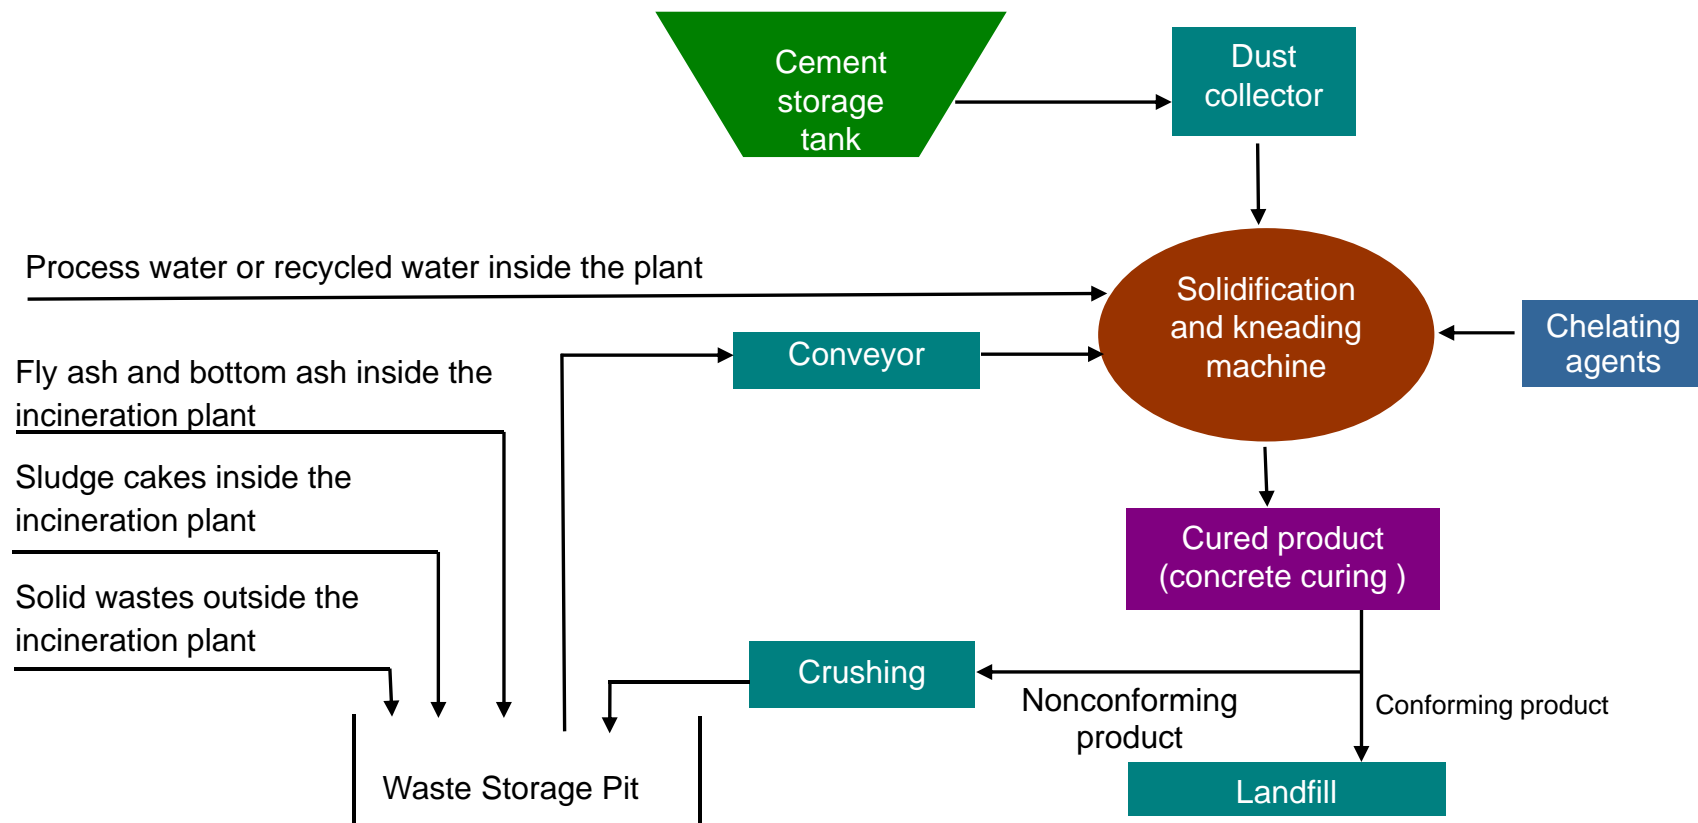 Cement
storage
tank
Dust
collector
Process water or recycled water inside the plant
Solidification
and kneading
machine
Chelating
agents
Conveyor
Fly ash and bottom ash inside the
incineration plant
Sludge cakes inside the
incineration plant
Solid wastes outside the
incineration plant
Cured product
(concrete curing )
Crushing
Nonconforming
product
Conforming product
Waste Storage Pit
Landfill